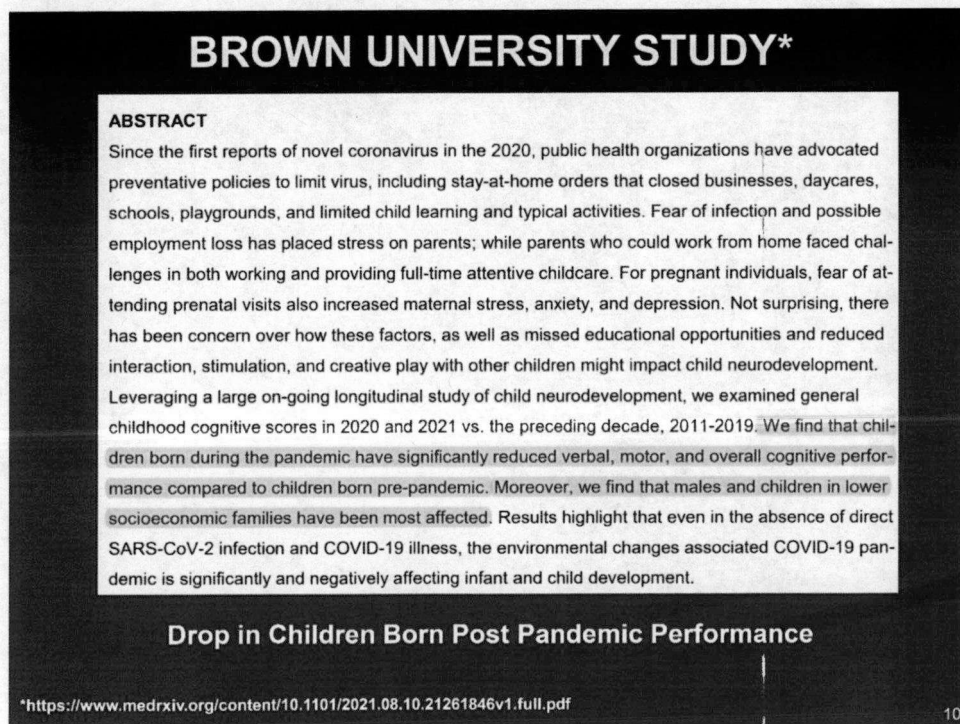 BROWN UNIVERSITY STUDY*
ABSTRACT
Since the first reports of novel coronavirus in the 2020, public health organizations have advocated
preventative policies to limit virus, including stay-at-home orders that closed businesses, daycares,
schools, playgrounds, and limited child learning and typical activities. Fear of infection and possible
employment loss has placed stress on parents; while parents who could work from home faced chal-
lenges in both working and providing full-time attentive childcare. For pregnant individuals, fear of at-
tending prenatal visits also increased maternal stress, anxiety, and depression. Not surprising, there
has been concern over how these factors, as well as missed educational opportunities and reduced
interaction, stimulation, and creative play with other children might impact child neurodevelopment.
Leveraging a large on-going longitudinal study of child neurodevelopment, we examined general
childhood cognitive scores in 2020 and 2021 vs. the preceding decade, 2011-2019. We find that chil-
dren born during the pandemic have significantly reduced verbal, motor, and overall cognitive perfor-
mance compared to children born pre-pandemic. Moreover, we find that males and children in lower
socioeconomic families have been most affected. Results highlight that even in the absence of direct
SARS-CoV-2 infection and COVID-19 illness, the environmental changes associated COVID-19 pan-
demic is significantly and negatively affecting infant and child development.
Drop in Children Born Post Pandemic Performance
*https://www.medrxiv.org/content/10.1101/2021.08.10.21261846v1.full.pdf
10